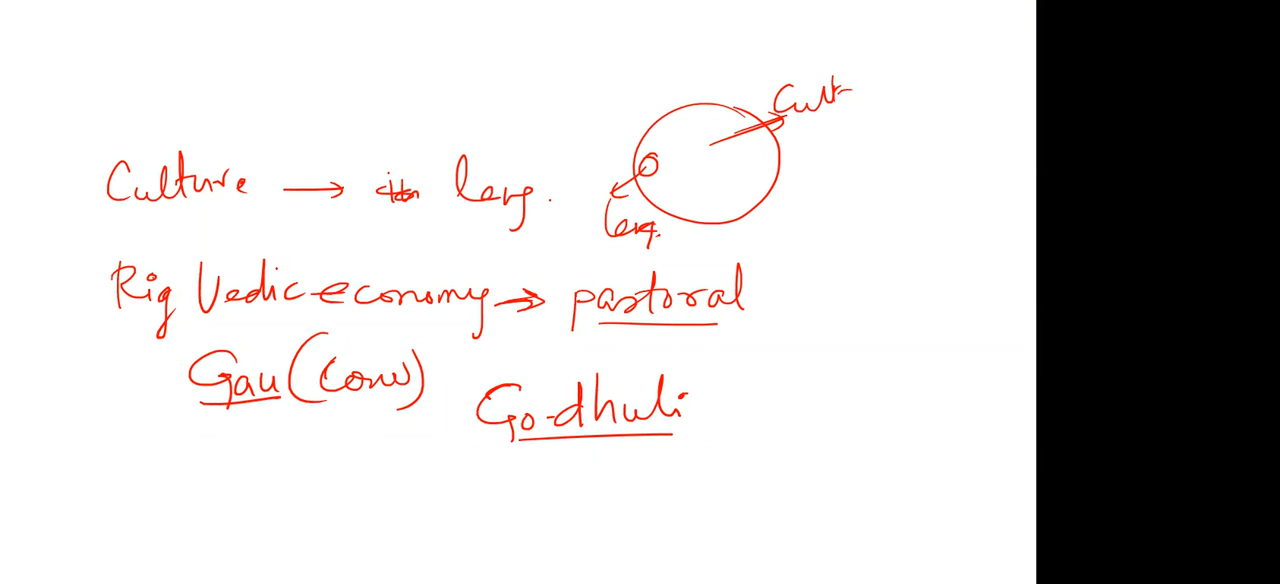 Cult
Culture → lang.
lang.
Rig Vedic economy → pastoral
Gau (cow)
Go-dhuli